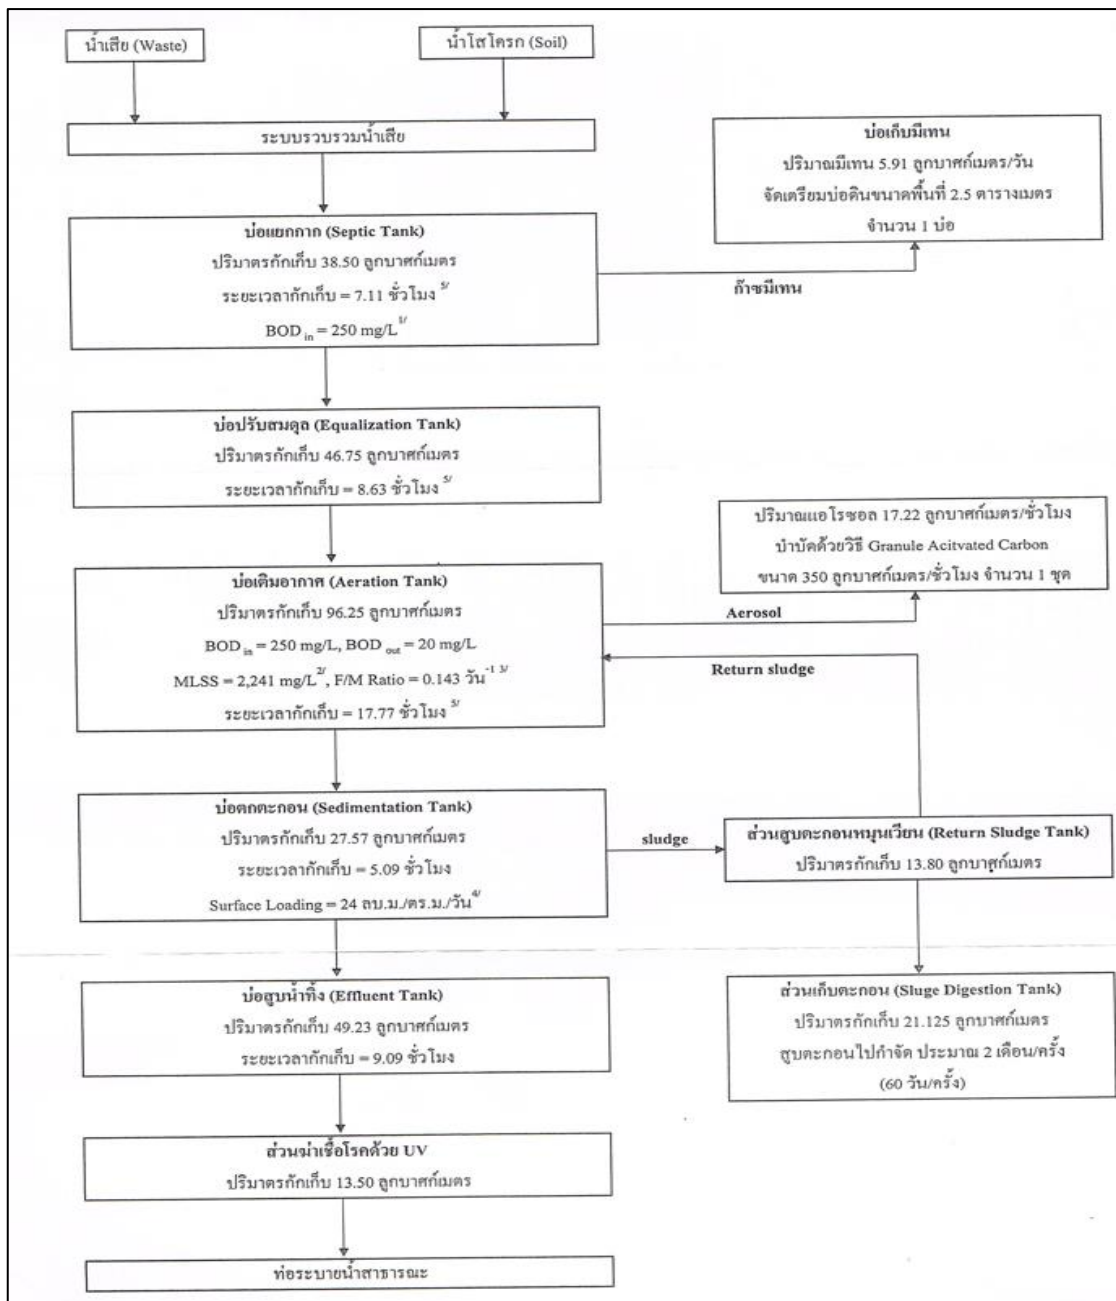 น้ำเสีย (Waste)
น้ำโสโครก (Soil)
ระบบรวบรวมน้ำเสีย
บ่อแยกกาก (Septic Tank)
ปริมาตรกักเก็บ 38.50 ลูกบาศก์เมตร
ระยะเวลากักเก็บ = 7.11 ชั่วโมง 5/
BOD in = 250 mg/L 1/
ก๊าซมีเทน
บ่อเก็บมีเทน
ปริมาณมีเทน 5.91 ลูกบาศก์เมตร/วัน
จัดเตรียมบ่อดินขนาดพื้นที่ 2.5 ตารางเมตร
จำนวน 1 บ่อ
บ่อปรับสมดุล (Equalization Tank)
ปริมาตรกักเก็บ 46.75 ลูกบาศก์เมตร
ระยะเวลากักเก็บ = 8.63 ชั่วโมง 5/
บ่อเติมอากาศ (Aeration Tank)
ปริมาตรกักเก็บ 96.25 ลูกบาศก์เมตร
BOD in = 250 mg/L, BOD out = 20 mg/L
MLSS = 2,241 mg/L 2/, F/M Ratio = 0.143 วัน -1 3/
ระยะเวลากักเก็บ = 17.77 ชั่วโมง 5/
ปริมาณแอโรซอล 17.22 ลูกบาศก์เมตร/ชั่วโมง
บำบัดด้วยวิธี Granule Acitvated Carbon
ขนาด 350 ลูกบาศก์เมตร/ชั่วโมง จำนวน 1 ชุด
Aerosol
Return sludge
บ่อตกตะกอน (Sedimentation Tank)
ปริมาตรกักเก็บ 27.57 ลูกบาศก์เมตร
ระยะเวลากักเก็บ = 5.09 ชั่วโมง
Surface Loading = 24 ลบ.ม./ตร.ม./วัน 4/
sludge
ส่วนสูบตะกอนหมุนเวียน (Return Sludge Tank)
ปริมาตรกักเก็บ 13.80 ลูกบาศก์เมตร
บ่อสูบน้ำทิ้ง (Effluent Tank)
ปริมาตรกักเก็บ 49.23 ลูกบาศก์เมตร
ระยะเวลากักเก็บ = 9.09 ชั่วโมง
ส่วนเก็บตะกอน (Sluge Digestion Tank)
ปริมาตรกักเก็บ 21.125 ลูกบาศก์เมตร
สูบตะกอนไปกำจัด ประมาณ 2 เดือน/ครั้ง
(60 วัน/ครั้ง)
ส่วนฆ่าเชื้อโรคด้วย UV
ปริมาตรกักเก็บ 13.50 ลูกบาศก์เมตร
ท่อระบายน้ำสาธารณะ